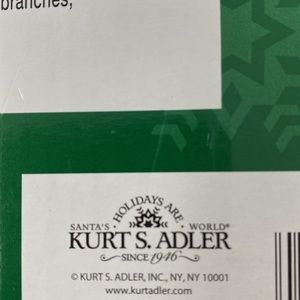 branches,
HOLIDAYS ARE
SANTA'S WORLD®
KURT S. ADLER
SINCE 1946
© KURT S. ADLER, INC., NY, NY 10001
www.kurtadler.com